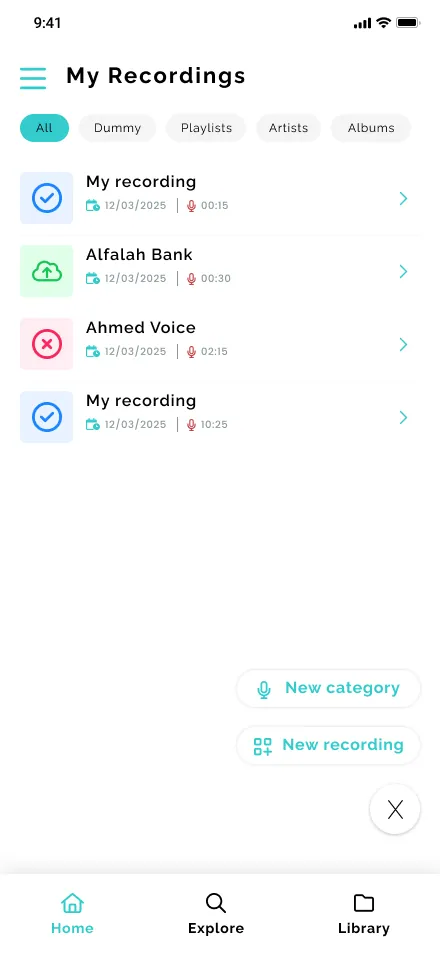 9:41
My Recordings
All Dummy Playlists Artists Albums
My recording
12/03/2025 | 00:15
Alfalah Bank
12/03/2025 | 00:30
Ahmed Voice
12/03/2025 | 02:15
My recording
12/03/2025 | 10:25
New category
New recording
X
Home Explore Library